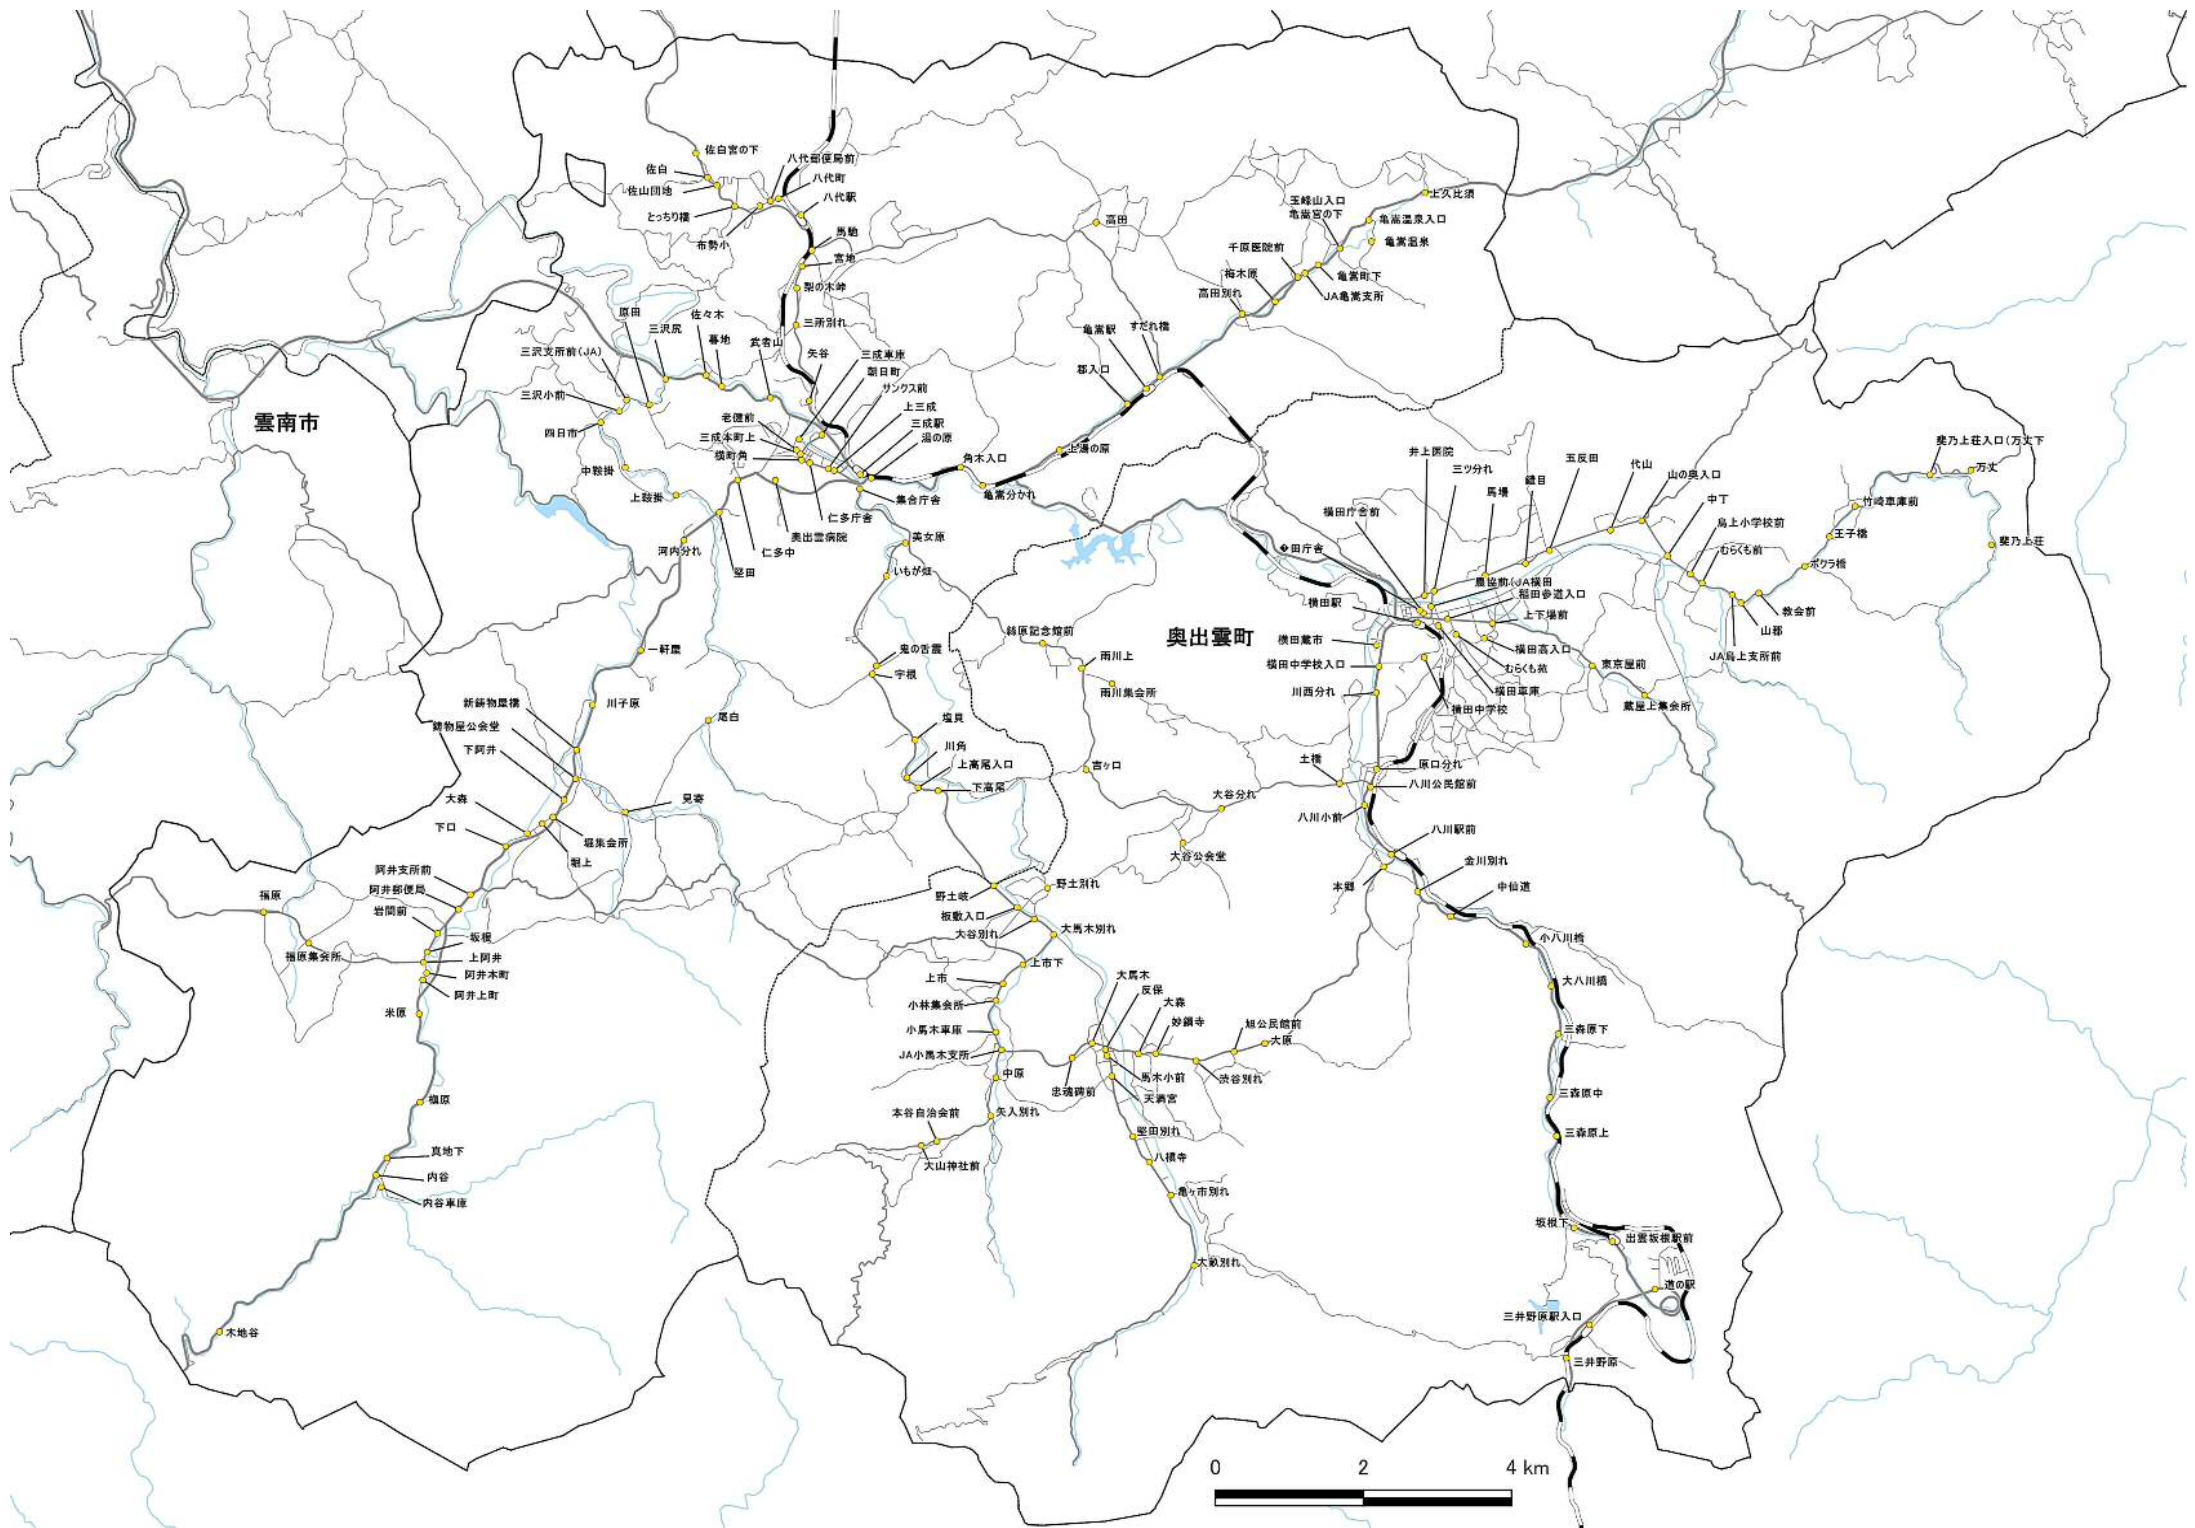 佐白宮の下
八代郵便局前
佐白
八代町
佐山団地
八代駅
とっちり橋
布勢小
馬馳
宮地
梨の木峠
三所別れ
矢谷
高田
玉峰山入口
亀嵩宮の下
上久比須
亀嵩温泉入口
亀嵩温泉
千原医院前
梅木原
高田別れ
亀嵩町下
JA亀嵩支所
亀嵩駅
すだれ橋
郡入口
上湯の原
角木入口
亀嵩分かれ
原田
三沢尻
佐々木
墓地
武者山
三沢支所前(JA)
三沢小前
四日市
中鞍掛
上鞍掛
三成車庫
朝日町
サンクス前
上三成
三成駅
湯の原
老健前
三成本町上
横町角
集合庁舎
仁多庁舎
奥出雲病院
仁多中
堅田
河内分れ
雲南市
美女原
いもが畑
鬼の舌震
宇根
塩貝
川角
上高尾入口
下高尾
一軒屋
川子原
新鋳物屋橋
鋳物屋公会堂
下阿井
大森
下口
尾白
見寄
堀集会所
堀上
阿井支所前
阿井郵便局
岩間前
坂根
上阿井
阿井本町
阿井上町
福原
福原集会所
米原
槇原
真地下
内谷
内谷車庫
木地谷
井上医院
三ツ分れ
馬場
五反田
代山
山の奥入口
中丁
鳥上小学校前
むらくも前
斐乃上荘入口(万丈下
万丈
竹崎車庫前
王子橋
ボクラ橋
斐乃上荘
教会前
山郡
JA鳥上支所前
横田庁舎前
�田庁舎
農協前(JA横田
稲田参道入口
上下場前
横田高入口
むらくも苑
横田車庫
横田中学校
横田駅
奥出雲町
横田蔵市
横田中学校入口
川西分れ
東京屋前
蔵屋上集会所
絲原記念館前
雨川上
雨川集会所
吉ヶ口
大谷分れ
大谷公会堂
土橋
原口分れ
八川公民館前
八川小前
八川駅前
本郷
金川別れ
中仙道
小八川橋
大八川橋
三森原下
三森原中
三森原上
坂根下
出雲坂根駅前
道の駅
三井野原駅入口
三井野原
野土岐
野土別れ
板敷入口
大谷別れ
大馬木別れ
上市下
上市
小林集会所
小馬木車庫
JA小馬木支所
中原
矢入別れ
本谷自治会前
大山神社前
大馬木
反保
大森
妙鏡寺
旭公民館前
大原
渋谷別れ
馬木小前
天満宮
忠魂碑前
堅田別れ
八積寺
亀ヶ市別れ
大畝別れ
0 2 4 km